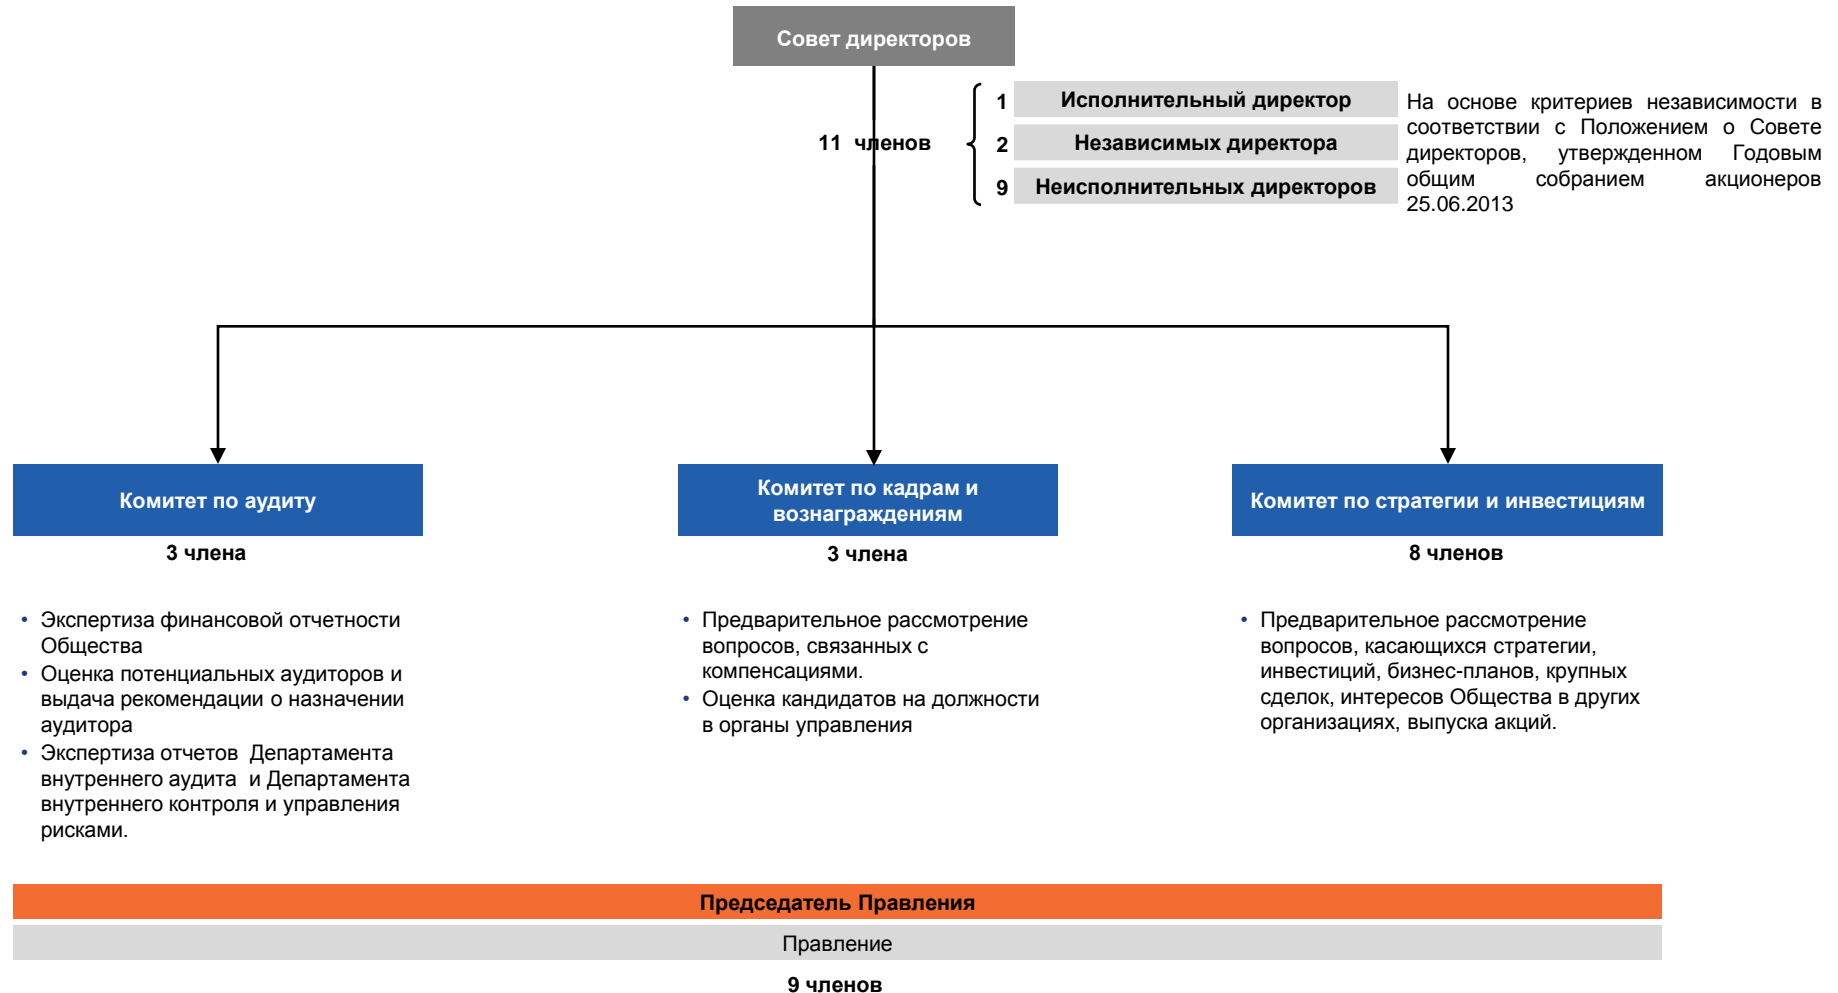 Совет директоров
11 членов
1 Исполнительный директор
2 Независимых директора
9 Неисполнительных директоров
На основе критериев независимости в
соответствии с Положением о Совете
директоров, утвержденном Годовым
общим собранием акционеров
25.06.2013
Комитет по аудиту
3 члена
• Экспертиза финансовой отчетности
Общества
• Оценка потенциальных аудиторов и
выдача рекомендации о назначении
аудитора
• Экспертиза отчетов Департамента
внутреннего аудита и Департамента
внутреннего контроля и управления
рисками.
Комитет по кадрам и
вознаграждениям
3 члена
• Предварительное рассмотрение
вопросов, связанных с
компенсациями.
• Оценка кандидатов на должности
в органы управления
Комитет по стратегии и инвестициям
8 членов
• Предварительное рассмотрение
вопросов, касающихся стратегии,
инвестиций, бизнес-планов, крупных
сделок, интересов Общества в других
организациях, выпуска акций.
Председатель Правления
Правление
9 членов